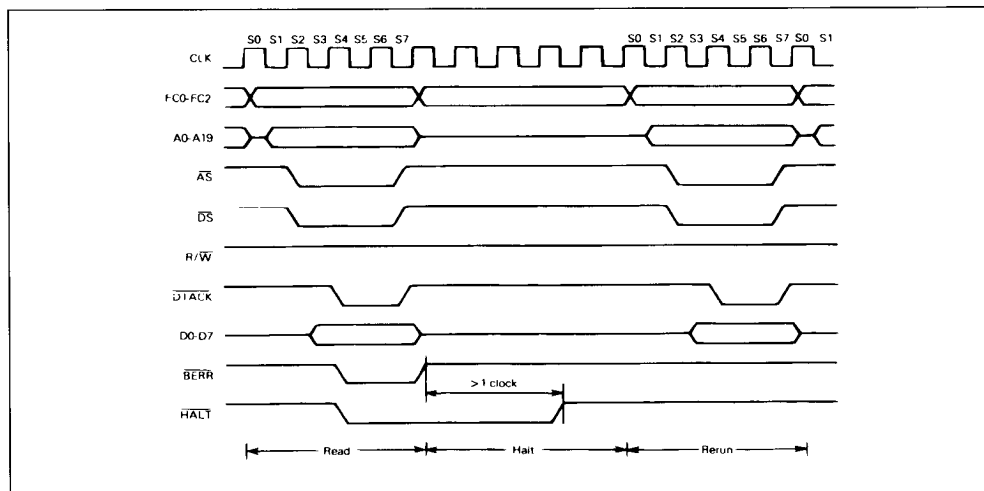 S0 S1 S2 S3 S4 S5 S6 S7 S0 S1 S2 S3 S4 S5 S6 S7 S0 S1
CLK
FC0-FC2
A0-A19
AS
DS
R/W
DTACK
D0-D7
BERR
> 1 clock
HALT
Read Halt Rerun